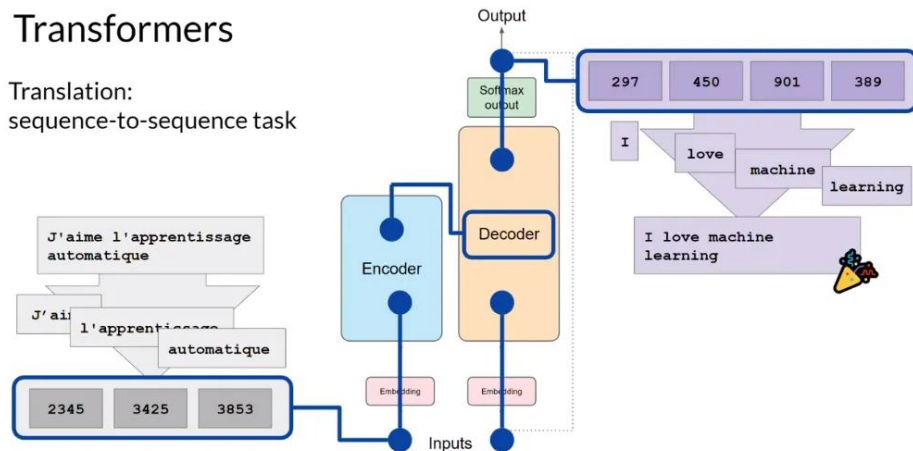 Transformers
Translation:
sequence-to-sequence task
J'aime l'apprentissage
automatique
l'apprentissage
automatique
2345 3425 3853
Encoder
Embedding
Inputs
Embedding
Decoder
Softmax
output
Output
297 450 901 389
I
love
machine
learning
I love machine
learning